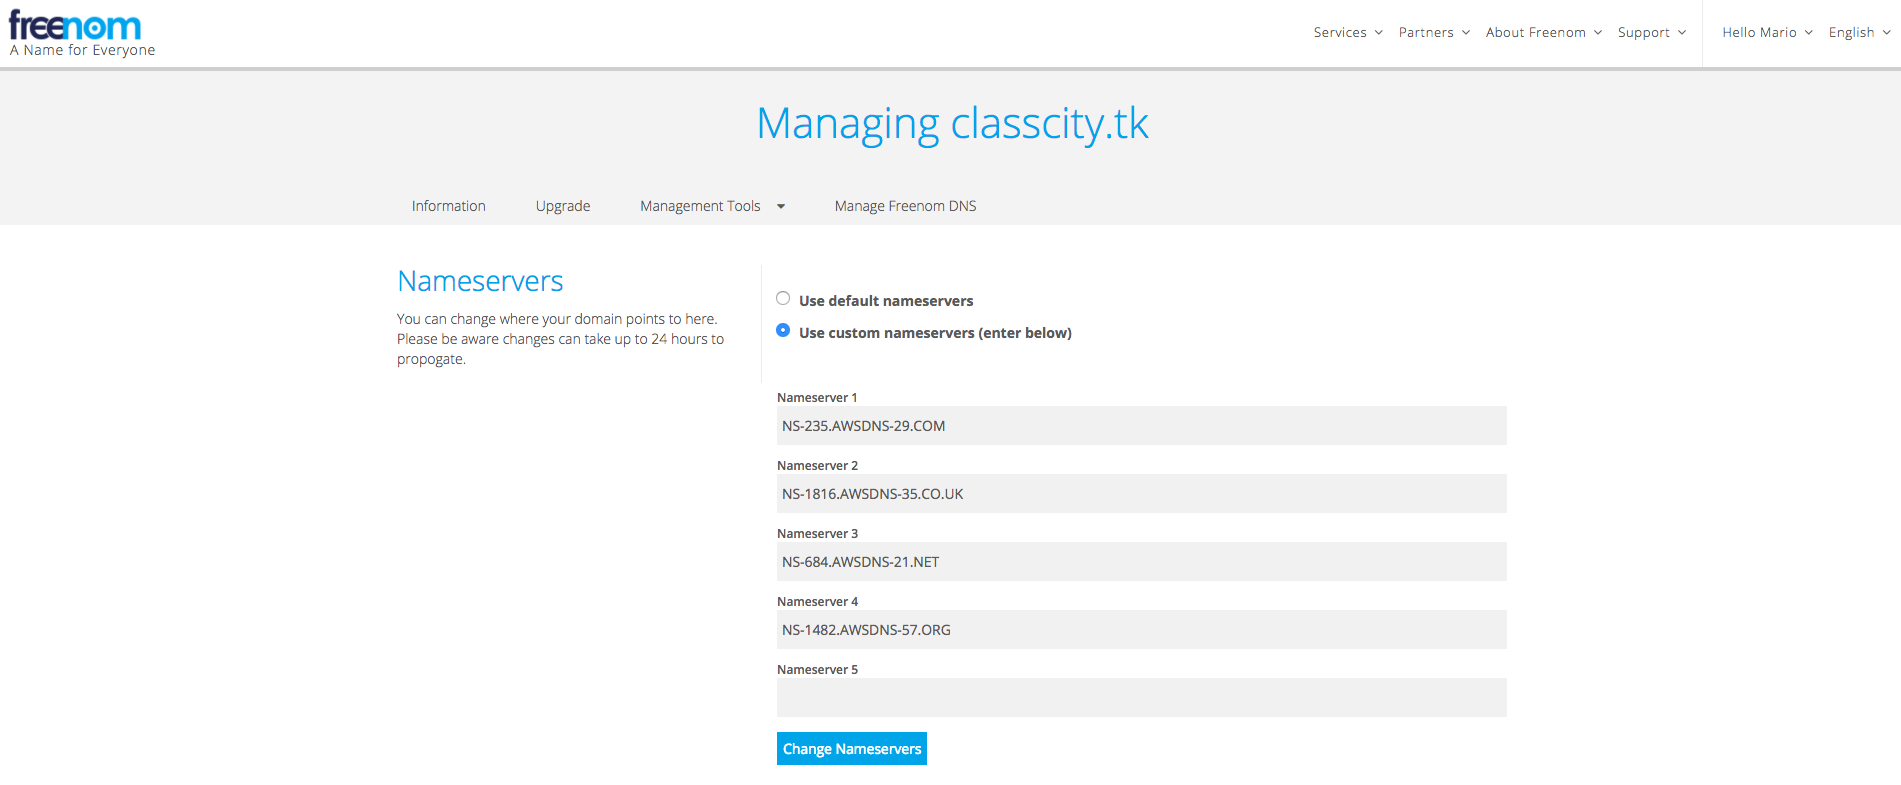 freenom
A Name for Everyone
Services Partners About Freenom Support Hello Mario English
Managing classcity.tk
Information Upgrade Management Tools Manage Freenom DNS
Nameservers
You can change where your domain points to here.
Please be aware changes can take up to 24 hours to
propogate.
Use default nameservers
Use custom nameservers (enter below)
Nameserver 1
NS-235.AWSDNS-29.COM
Nameserver 2
NS-1816.AWSDNS-35.CO.UK
Nameserver 3
NS-684.AWSDNS-21.NET
Nameserver 4
NS-1482.AWSDNS-57.ORG
Nameserver 5
Change Nameservers